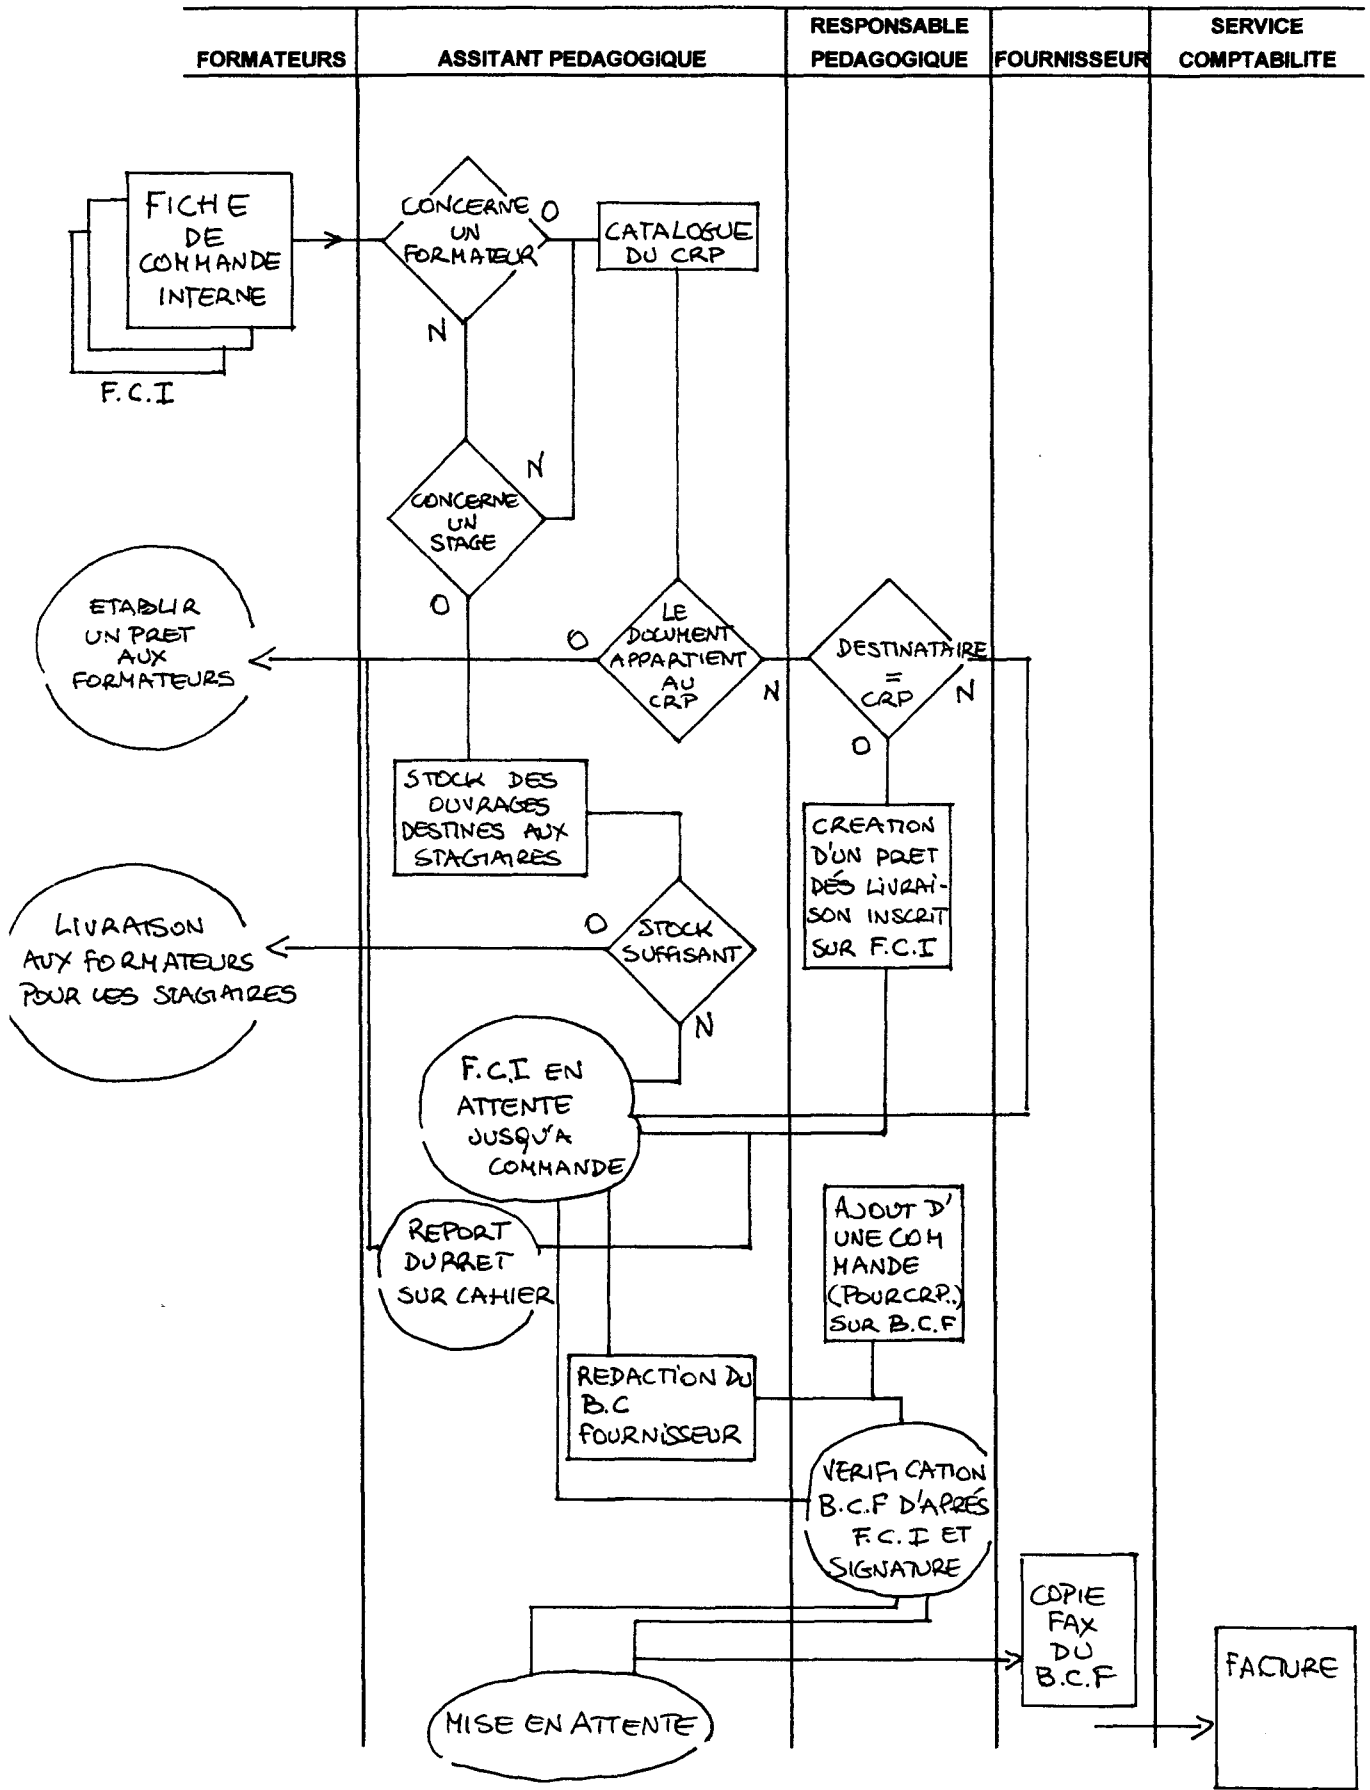 FORMATEURS
ASSITANT PEDAGOGIQUE
RESPONSABLE
PEDAGOGIQUE
FOURNISSEUR
SERVICE
COMPTABILITE
FICHE
DE
COMMANDE
INTERNE
F.C.I
CONCERNE
UN
FORMATEUR
O
N
CATALOGUE
DU CRP
CONCERNE
UN
STAGE
N
O
ETABLIR
UN PRET
AUX
FORMATEURS
O
LE
DOCUMENT
APPARTIENT
AU
CRP
N
DESTINATAIRE
=
CRP
N
O
STOCK DES
OUVRAGES
DESTINES AUX
STAGIAIRES
CREATION
D'UN PRET
DÉS LIVRAI-
SON INSCRIT
SUR F.C.I
LIVRAISON
AUX FORMATEURS
POUR LES STAGIAIRES
O
STOCK
SUFFISANT
N
F.C.I EN
ATTENTE
JUSQU'A
COMMANDE
REPORT
DU PRET
SUR CAHIER
AJOUT D'
UNE COM
MANDE
(POUR CRP..)
SUR B.C.F
REDACTION DU
B.C
FOURNISSEUR
VERIFICATION
B.C.F D'APRÉS
F.C.I ET
SIGNATURE
COPIE
FAX
DU
B.C.F
FACTURE
MISE EN ATTENTE